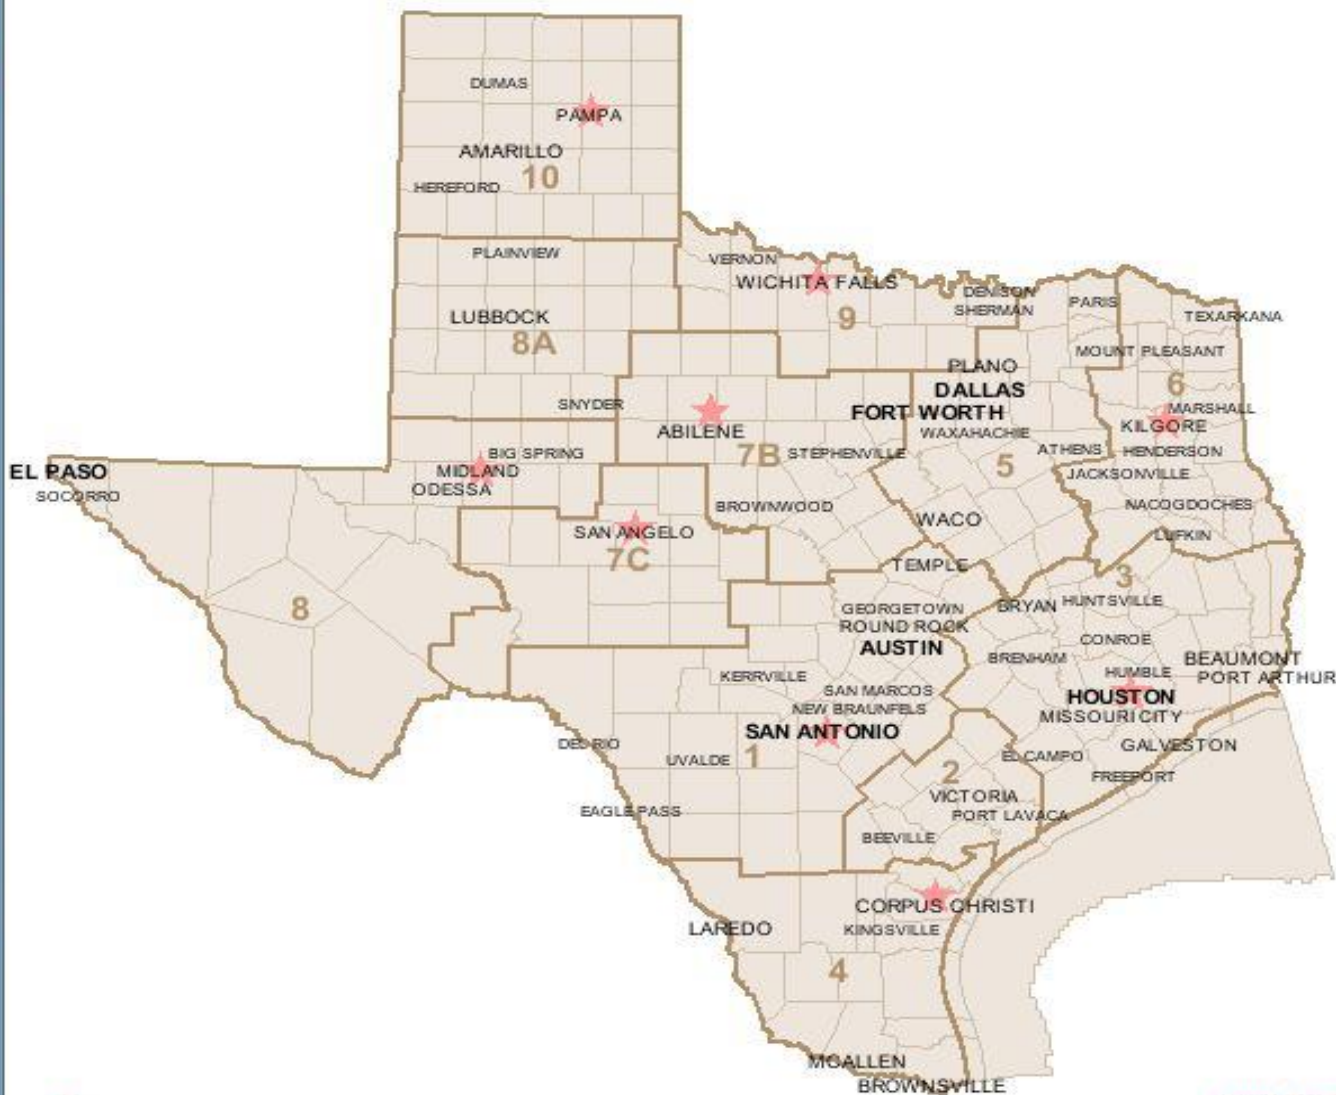 DUMAS
PAMPA
AMARILLO
10
HEREFORD
PLAINVIEW
VERNON
WICHITA FALLS
DENISON
SHERMAN
PARIS
TEXARKANA
LUBBOCK
9
8A
MOUNT PLEASANT
PLANO
DALLAS
6
SNYDER
FORT WORTH
MARSHALL
KILGORE
ABILENE
WAXAHACHIE
7B
STEPHENVILLE
ATHENS
HENDERSON
BIG SPRING
5
EL PASO
MIDLAND
JACKSONVILLE
ODESSA
SOCORRO
BROWNWOOD
NACOGDOCHES
WACO
SAN ANGELO
LUFKIN
7C
TEMPLE
3
8
GEORGETOWN
BRYAN
HUNTSVILLE
ROUND ROCK
CONROE
AUSTIN
BRENHAM
BEAUMONT
KERRVILLE
HUMBLE
PORT ARTHUR
SAN MARCOS
HOUSTON
NEW BRAUNFELS
MISSOURI CITY
SAN ANTONIO
DEL RIO
GALVESTON
UVALDE
1
EL CAMPO
2
FREEPORT
VICTORIA
EAGLE PASS
PORT LAVACA
BEEVILLE
CORPUS CHRISTI
LAREDO
KINGSVILLE
4
MCALLEN
BROWNSVILLE